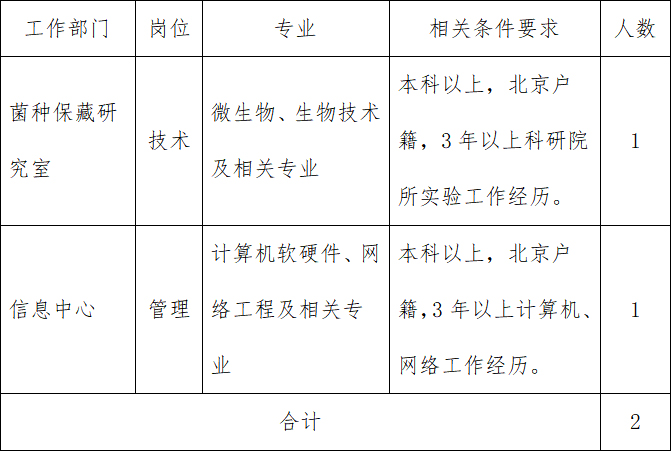 工作部门 岗位 专业 相关条件要求 人数
菌种保藏研
究室
技术
微生物、生物技术
及相关专业
本科以上，北京户
籍，3年以上科研院
所实验工作经历。
1
信息中心
管理
计算机软硬件、网
络工程及相关专
业
本科以上，北京户
籍，3年以上计算机、
网络工作经历。
1
合计 2